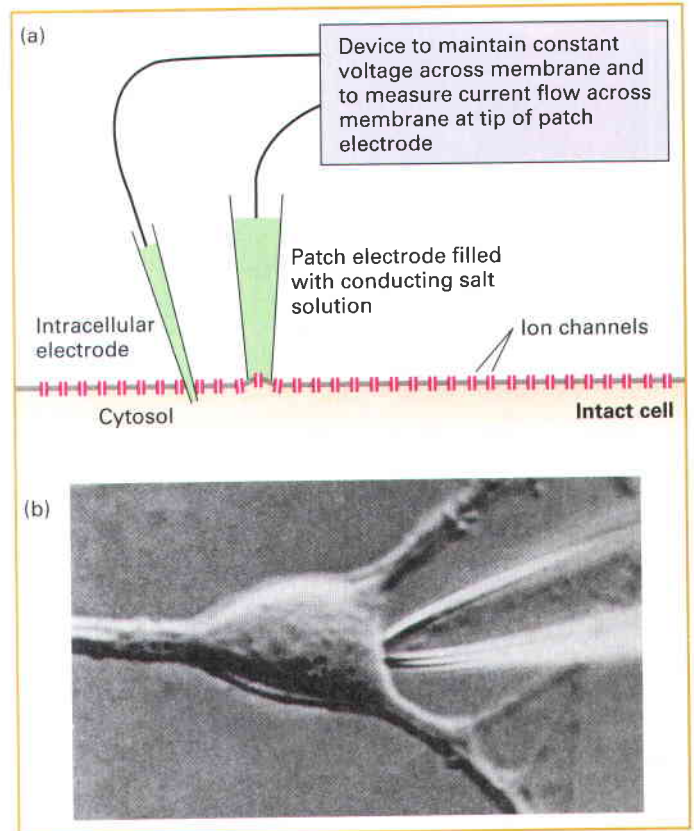 (a)
Device to maintain constant
voltage across membrane and
to measure current flow across
membrane at tip of patch
electrode
Patch electrode filled
with conducting salt
solution
Intracellular
electrode
Ion channels
Cytosol
Intact cell
(b)